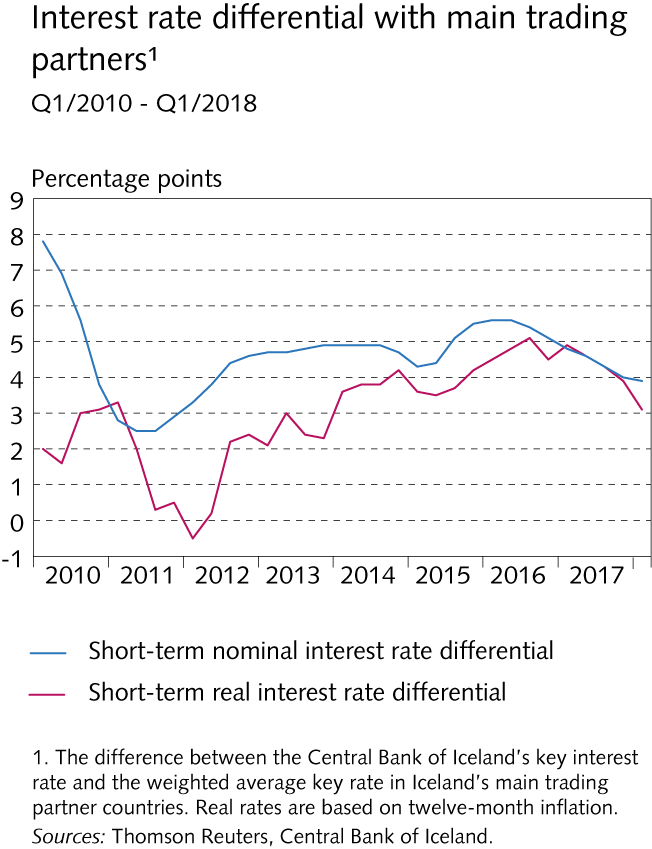 Interest rate differential with main trading
partners¹
Q1/2010 - Q1/2018
Percentage points
9
8
7
6
5
4
3
2
1
0
-1
2010 2011 2012 2013 2014 2015 2016 2017
Short-term nominal interest rate differential
Short-term real interest rate differential
1. The difference between the Central Bank of Iceland's key interest
rate and the weighted average key rate in Iceland's main trading
partner countries. Real rates are based on twelve-month inflation.
Sources: Thomson Reuters, Central Bank of Iceland.